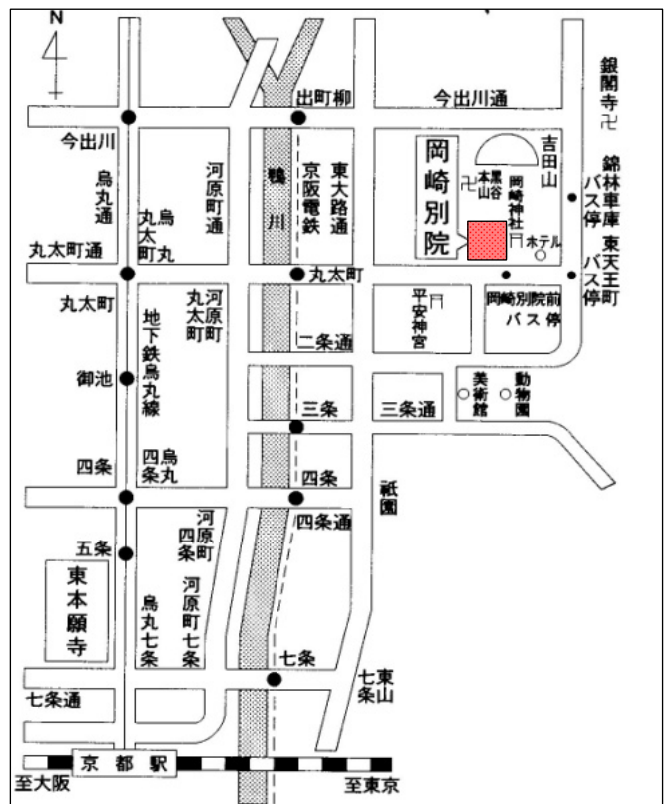 N
出町柳
今出川通
今出川
銀閣寺
吉田山
烏丸通
河原町通
鴨川
京阪電鉄
東大路通
岡崎別院
黒谷
本山
岡崎神社
ホテル
錦林車庫
バス停
東天王町
バス停
烏丸
丸太町
丸太町通
丸太町
丸太町
河原町
丸太町
平安神宮
岡崎別院前
バス停
地下鉄烏丸線
二条通
御池
三条
三条通
美術館
動物園
四条
烏丸
四条
四条
四条通
祇園
河原町
四条
五条
東本願寺
烏丸七条
河原町七条
七条
七条通
東山
七条
京都駅
至大阪
至東京